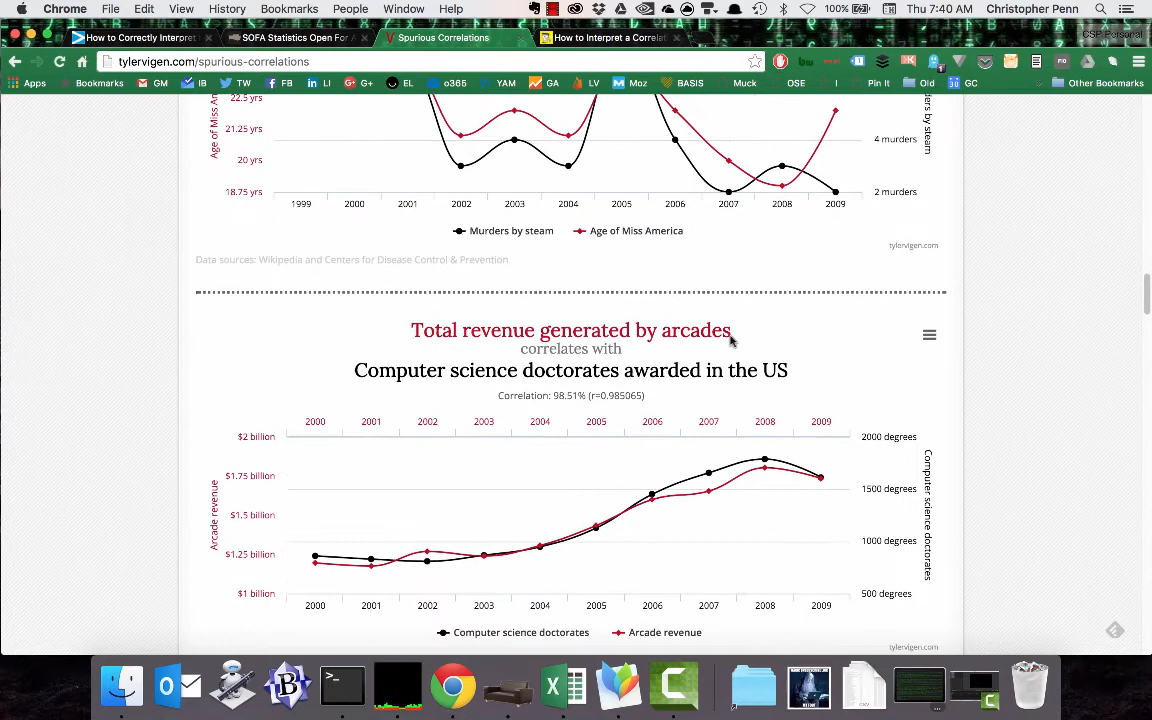 Chrome File Edit View History Bookmarks People Window Help 100% Thu 7:40 AM Christopher Penn
How to Correctly Interpret SOFA Statistics Open For A Spurious Correlations How to Interpret a Correlat CSP-Personal
tylervigen.com/spurious-correlations
Apps Bookmarks GM IB TW FB LI G+ EL o365 YAM GA LV Moz BASIS Muck OSE I Pin It Old GC Other Bookmarks
22.5 yrs
21.25 yrs
20 yrs
18.75 yrs
Age of Miss A
4 murders
2 murders
ders by steam
1999 2000 2001 2002 2003 2004 2005 2006 2007 2008 2009
Murders by steam Age of Miss America
tylervigen.com
Data sources: Wikipedia and Centers for Disease Control & Prevention
Total revenue generated by arcades
correlates with
Computer science doctorates awarded in the US
Correlation: 98.51% (r=0.985065)
2000 2001 2002 2003 2004 2005 2006 2007 2008 2009
$2 billion
$1.75 billion
$1.5 billion
$1.25 billion
$1 billion
Arcade revenue
2000 degrees
1500 degrees
1000 degrees
500 degrees
Computer science doctorates
2000 2001 2002 2003 2004 2005 2006 2007 2008 2009
Computer science doctorates Arcade revenue
tylervigen.com